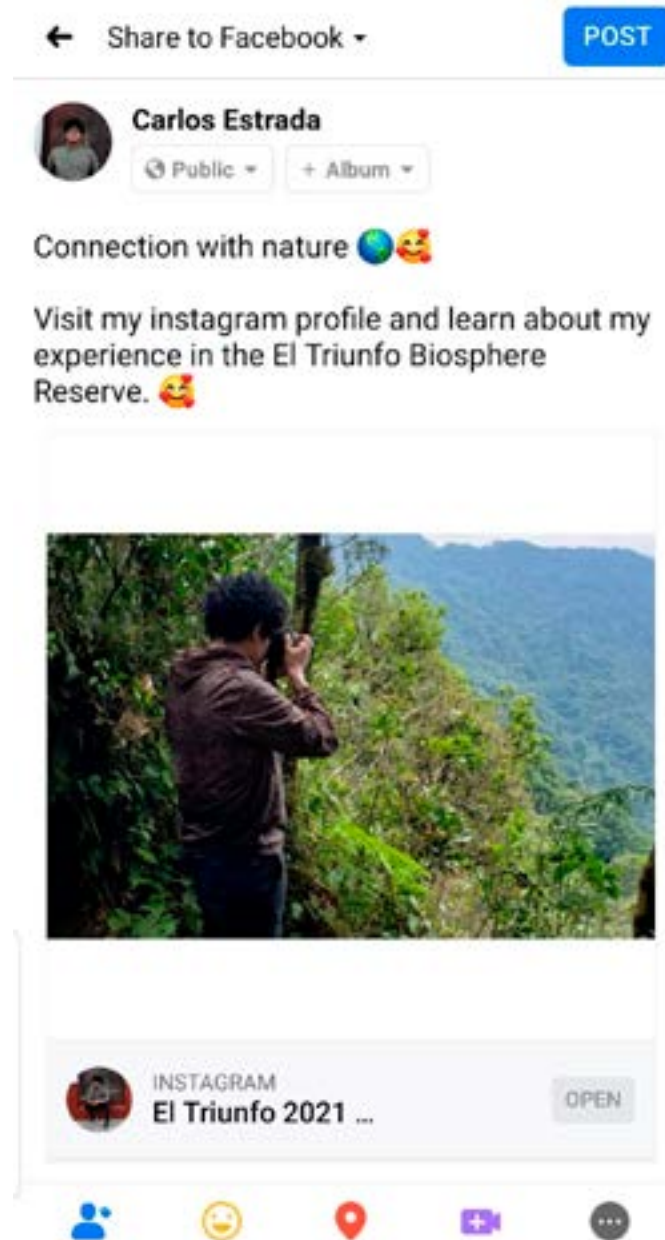 Share to Facebook
POST
Carlos Estrada
Public
+ Album
Connection with nature 🌎🥰
Visit my instagram profile and learn about my
experience in the El Triunfo Biosphere
Reserve. 🥰
INSTAGRAM
El Triunfo 2021 ...
OPEN